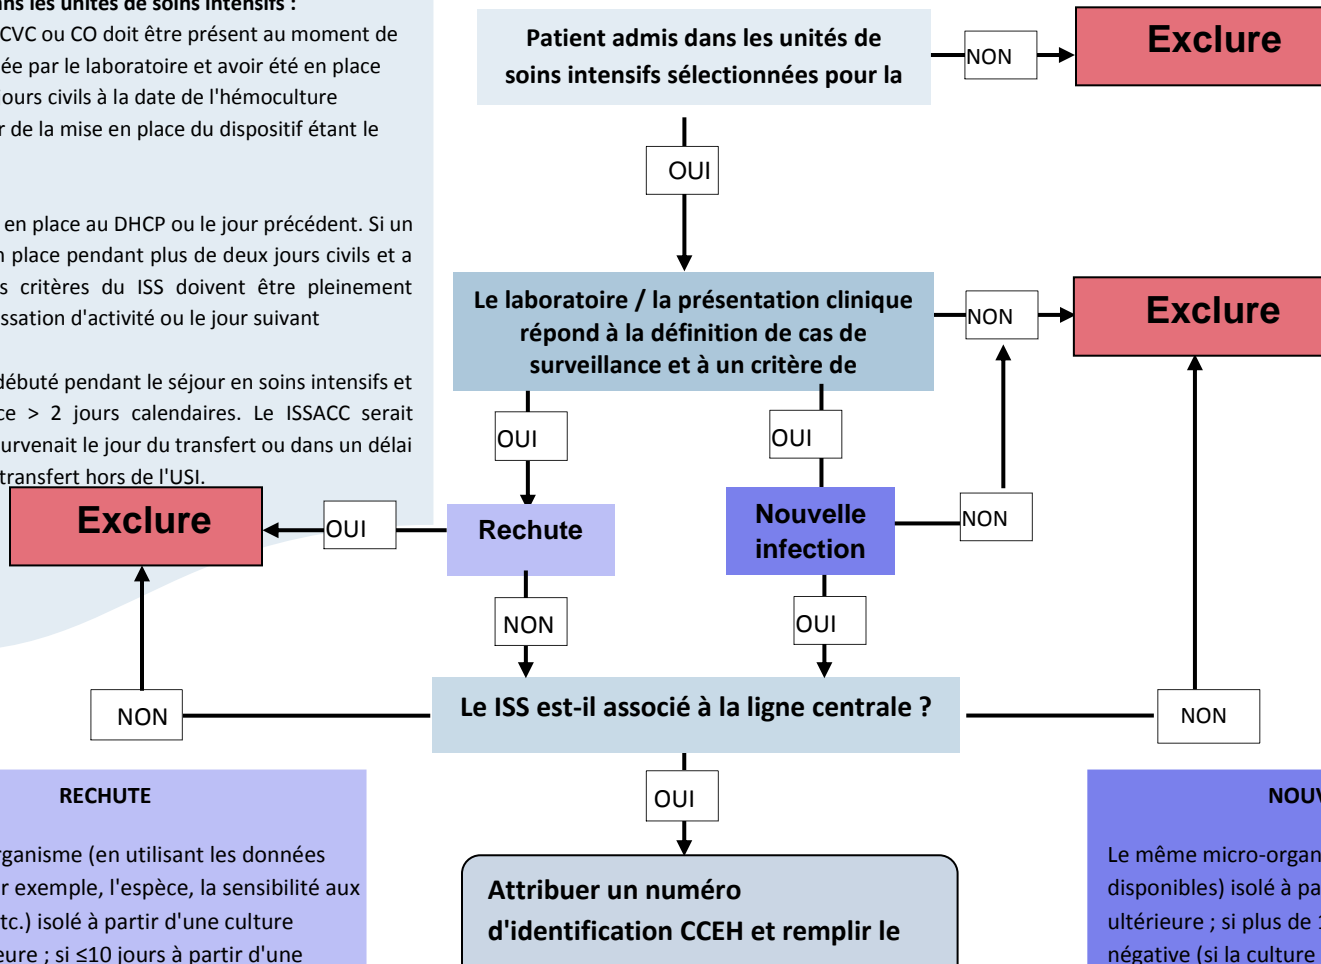 ans les unités de soins intensifs :
CVC ou CO doit être présent au moment de
ée par le laboratoire et avoir été en place
jours civils à la date de l'hémoculture
r de la mise en place du dispositif étant le
en place au DHCP ou le jour précédent. Si un
n place pendant plus de deux jours civils et a
s critères du ISS doivent être pleinement
ssation d'activité ou le jour suivant
débuté pendant le séjour en soins intensifs et
ce > 2 jours calendaires. Le ISSACC serait
urvenait le jour du transfert ou dans un délai
transfert hors de l'USI.
Patient admis dans les unités de
soins intensifs sélectionnées pour la
NON
Exclure
OUI
Le laboratoire / la présentation clinique
répond à la définition de cas de
surveillance et à un critère de
NON
Exclure
OUI
OUI
Exclure
OUI
Rechute
Nouvelle
infection
NON
NON
OUI
NON
Le ISS est-il associé à la ligne centrale ?
NON
OUI
RECHUTE
rganisme (en utilisant les données
r exemple, l'espèce, la sensibilité aux
tc.) isolé à partir d'une culture
eure ; si ≤10 jours à partir d'une
Attribuer un numéro
d'identification CCEH et remplir le
NOUV
Le même micro-organ
disponibles) isolé à pa
ultérieure ; si plus de
négative (si la culture